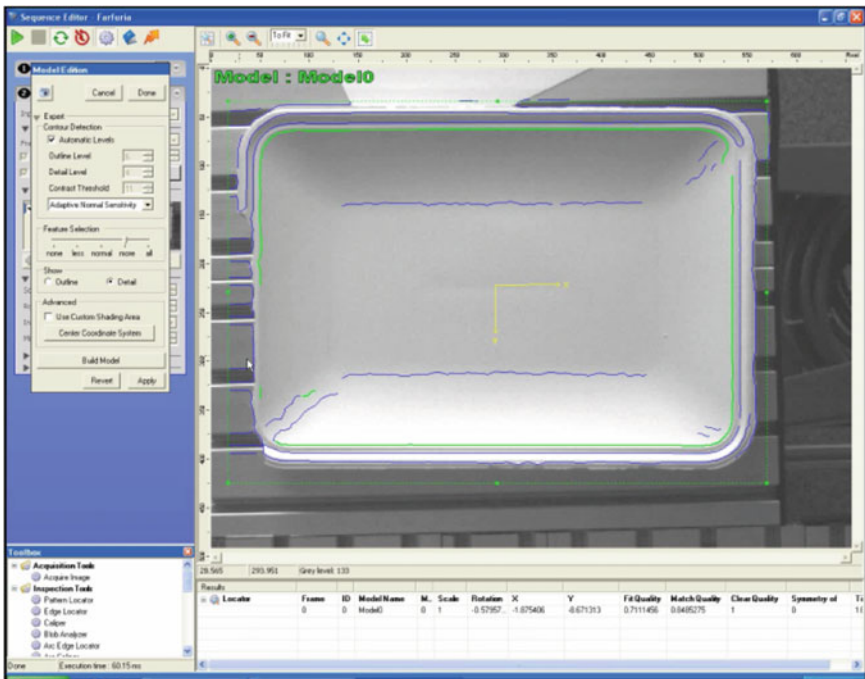 Sequence Editor - Farfuria
To Fit
Model : Model0
Model Edition
Cancel Done
Expert
Contour Detection
Automatic Levels
Outline Level
Detail Level
Contrast Threshold
Adaptive Normal Sensitivity
Feature Selection
none less normal more all
Show
Outline Detail
Advanced
Use Custom Shading Area
Center Coordinate System
Build Model
Revert Apply
X
Y
Toolbox
Acquisition Tools
Acquire Image
Inspection Tools
Pattern Locator
Edge Locator
Caliper
Blob Analyzer
Arc Edge Locator
28.565 293.951 Grey level: 133
Results
Locator Frame ID Model Name M.. Scale Rotation X Y Fit Quality Match Quality Clear Quality Symmetry of
0 0 Model0 0 1 -0.57957... -1.875406 -8.671313 0.7111456 0.8485275 1 0
Done Execution time : 60.15 ms